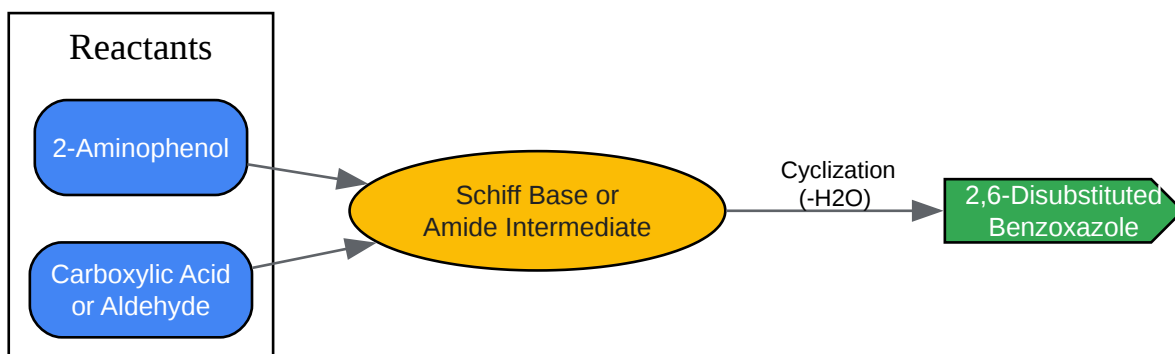 Reactants
2-Aminophenol
Carboxylic Acid
or Aldehyde
Schiff Base or
Amide Intermediate
Cyclization
(-H2O)
2,6-Disubstituted
Benzoxazole